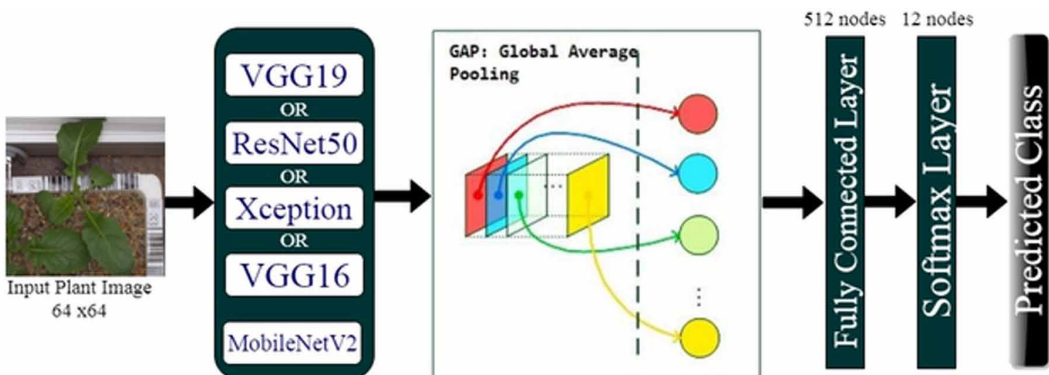 Input Plant Image
64 x64
VGG19
OR
ResNet50
OR
Xception
OR
VGG16
MobileNetV2
GAP: Global Average
Pooling
...
⋮
512 nodes
Fully Connected Layer
12 nodes
Softmax Layer
Predicted Class